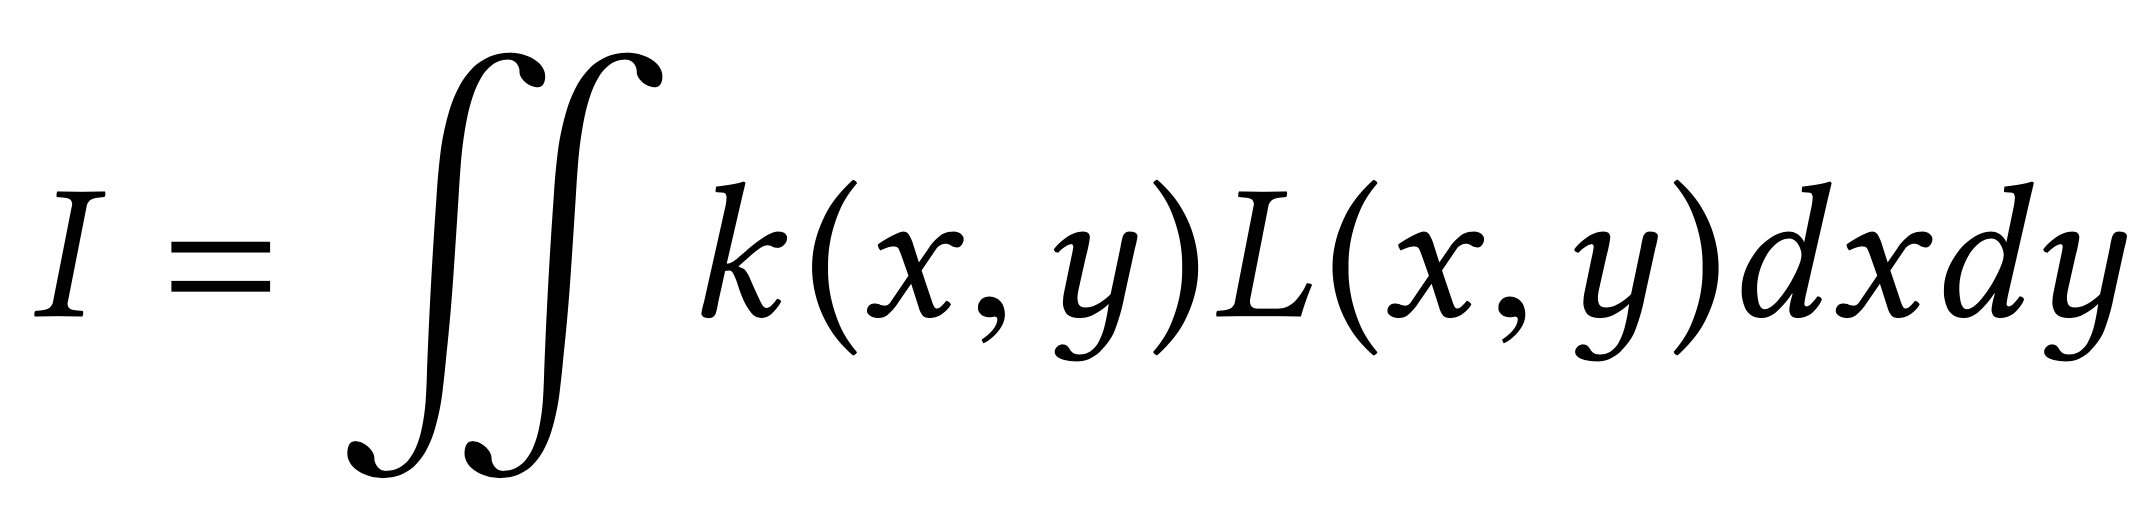 I = ∬ k(x, y)L(x, y)dxdy